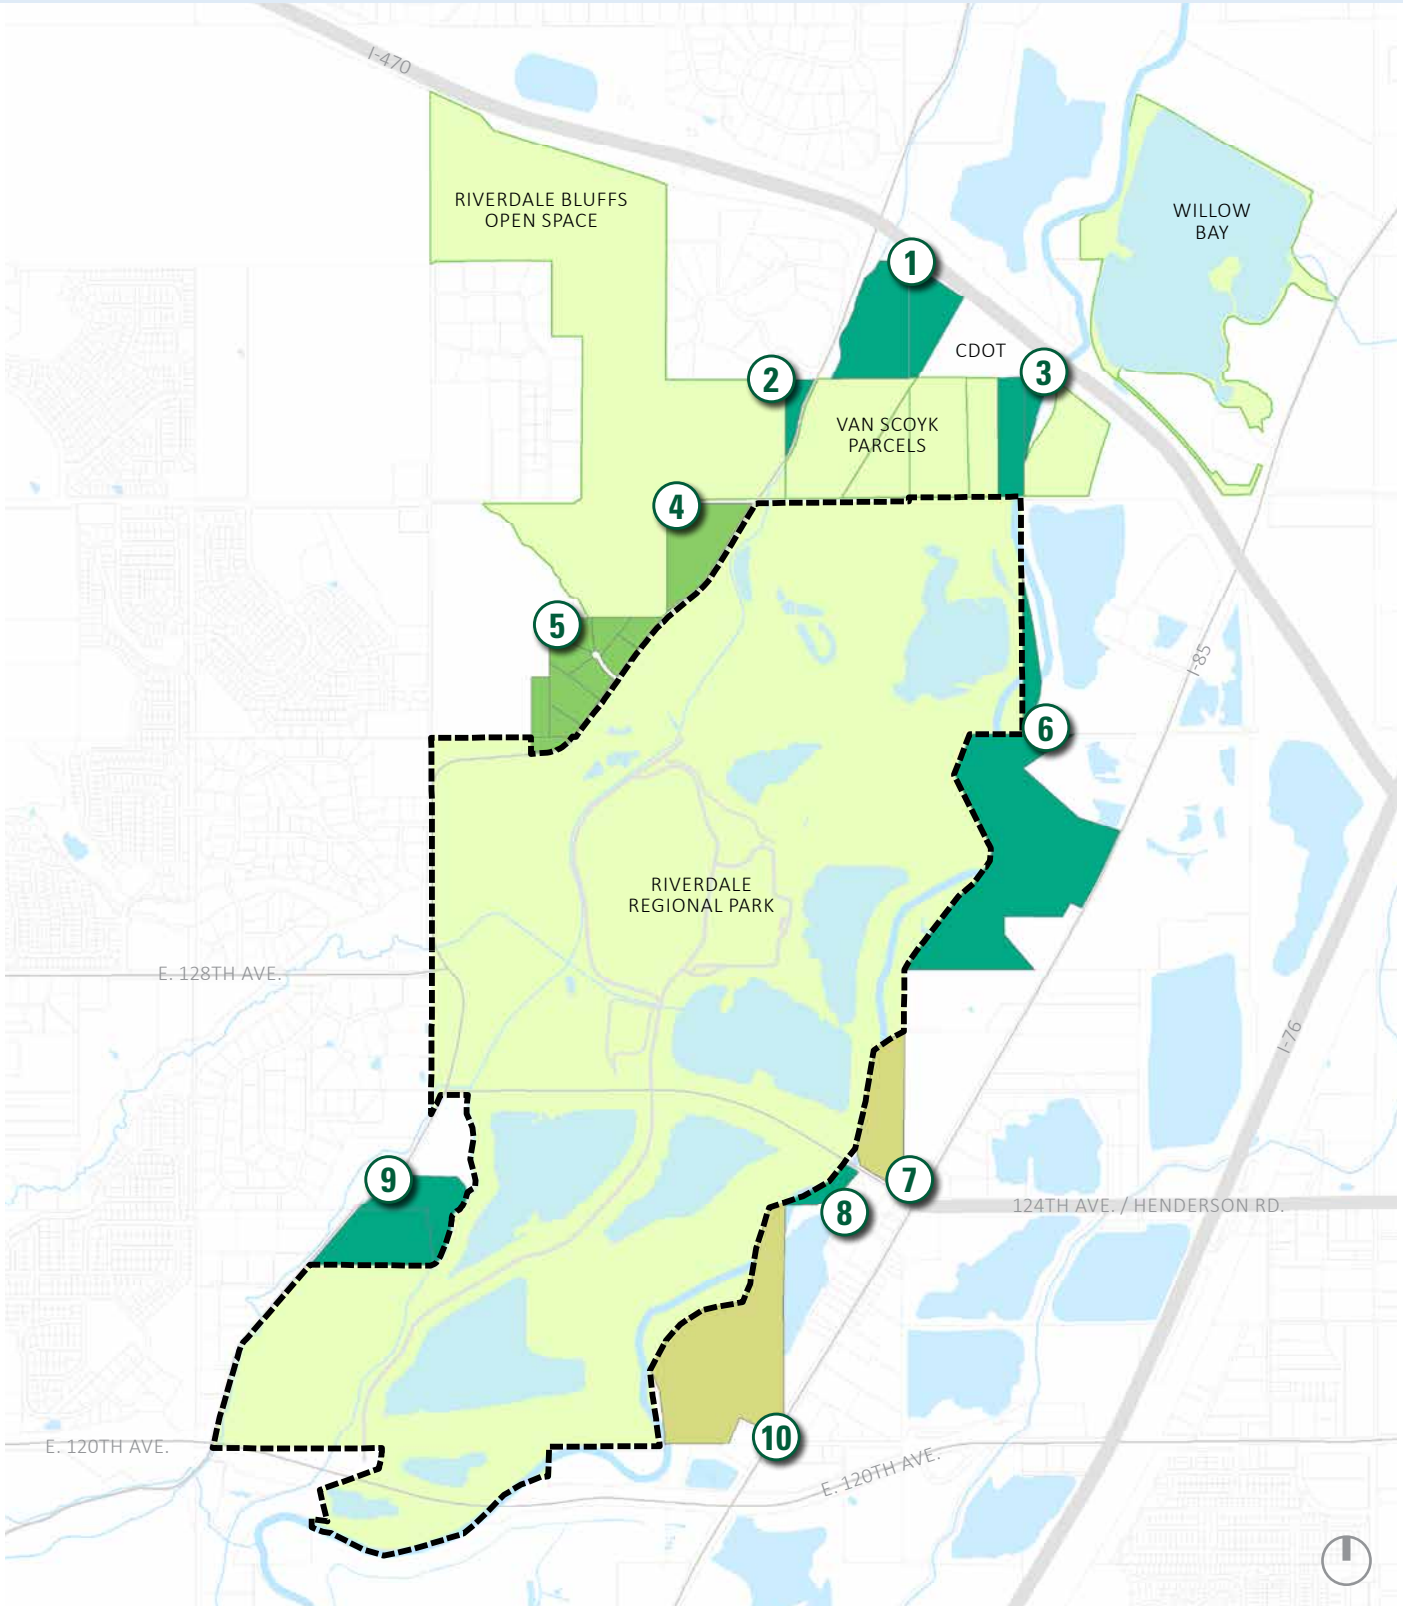 I-470
RIVERDALE BLUFFS
OPEN SPACE
WILLOW
BAY
1
CDOT
2
3
VAN SCOYK
PARCELS
4
5
I-85
6
RIVERDALE
REGIONAL PARK
E. 128TH AVE.
I-76
9
7
8
124TH AVE. / HENDERSON RD.
10
E. 120TH AVE.
E. 120TH AVE.